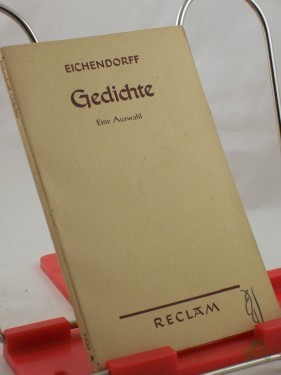 EICHENDORFF
Gedichte
Eine Auswahl
RECLAM